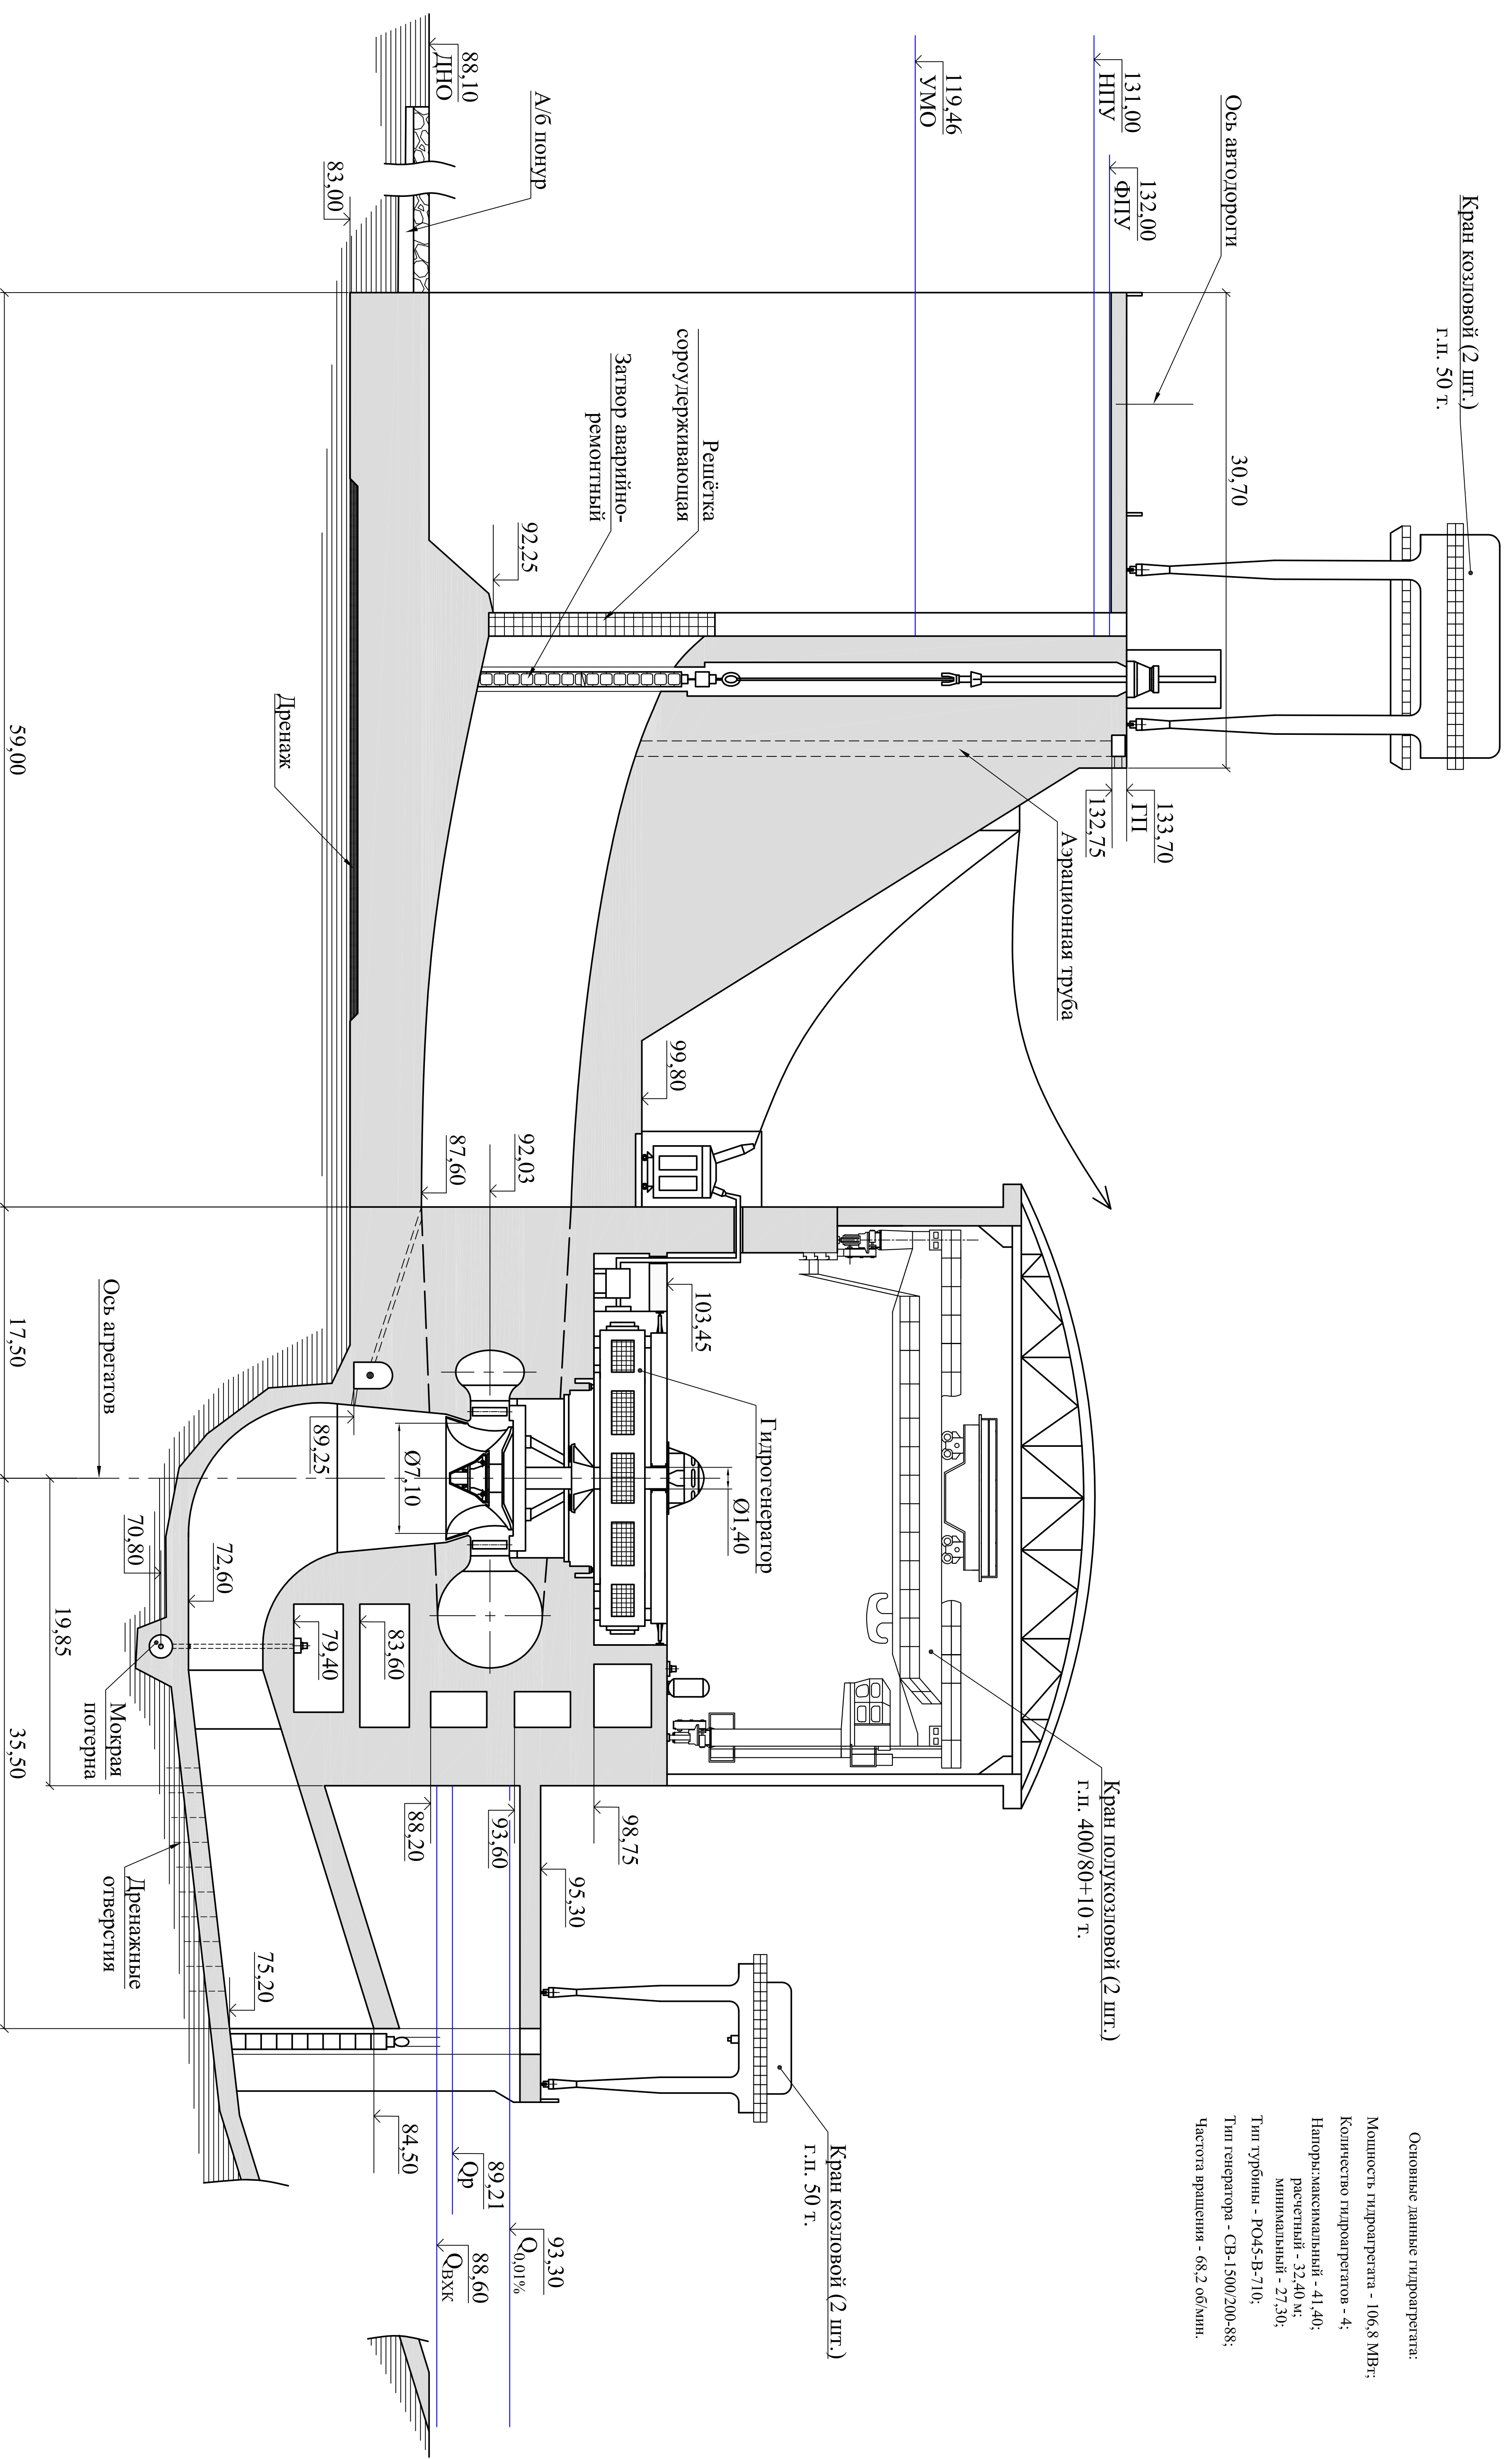 Кран козловой (2 шт.)
г.п. 50 т.
Ось автодороги
30,70
132,00
ФПУ
131,00
НПУ
119,46
УМО
133,70
ГП
132,75
Аэрационная труба
Решётка
сороудерживающая
Затвор аварийно-
ремонтный
92,25
А/б понур
88,10
ДНО
83,00
Дренаж
99,80
92,03
87,60
103,45
Гидрогенератор
Ø1,40
Ø7,10
89,25
Ось агрегатов
70,80
72,60
79,40
83,60
Мокрая
потерна
Дренажные
отверстия
Кран полукозловой (2 шт.)
г.п. 400/80+10 т.
98,75
93,60
88,20
95,30
75,20
84,50
Кран козловой (2 шт.)
г.п. 50 т.
93,30
Q0,01%
89,21
Qр
88,60
QВХК
19,85
59,00
17,50
35,50
Основные данные гидроагрегата:
Мощность гидроагрегата - 106,8 МВт;
Количество гидроагрегатов - 4;
Напоры:максимальный - 41,40;
расчетный - 32,40 м;
минимальный - 27,30;
Тип турбины - РО45-В-710;
Тип генератора - СВ-1500/200-88;
Частота вращения - 68,2 об/мин.